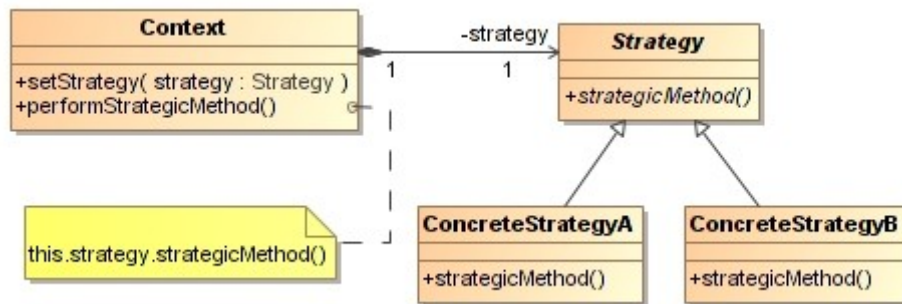 Context
+setStrategy( strategy : Strategy )
+performStrategicMethod()
-strategy
1
1
Strategy
+strategicMethod()
this.strategy.strategicMethod()
ConcreteStrategyA
+strategicMethod()
ConcreteStrategyB
+strategicMethod()